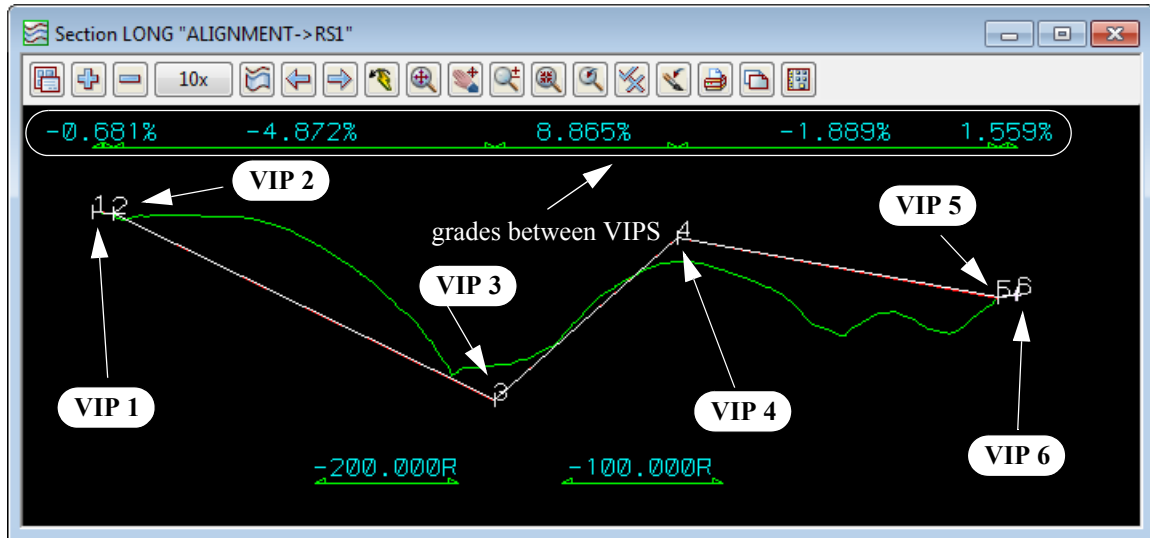 Section LONG "ALIGNMENT->RS1"
10x
-0.681% -4.872% 8.865% -1.889% 1.559%
VIP 2
1 2
VIP 5
grades between VIPS
4
VIP 3
5 6
3
VIP 1
VIP 4
VIP 6
-200.000R -100.000R